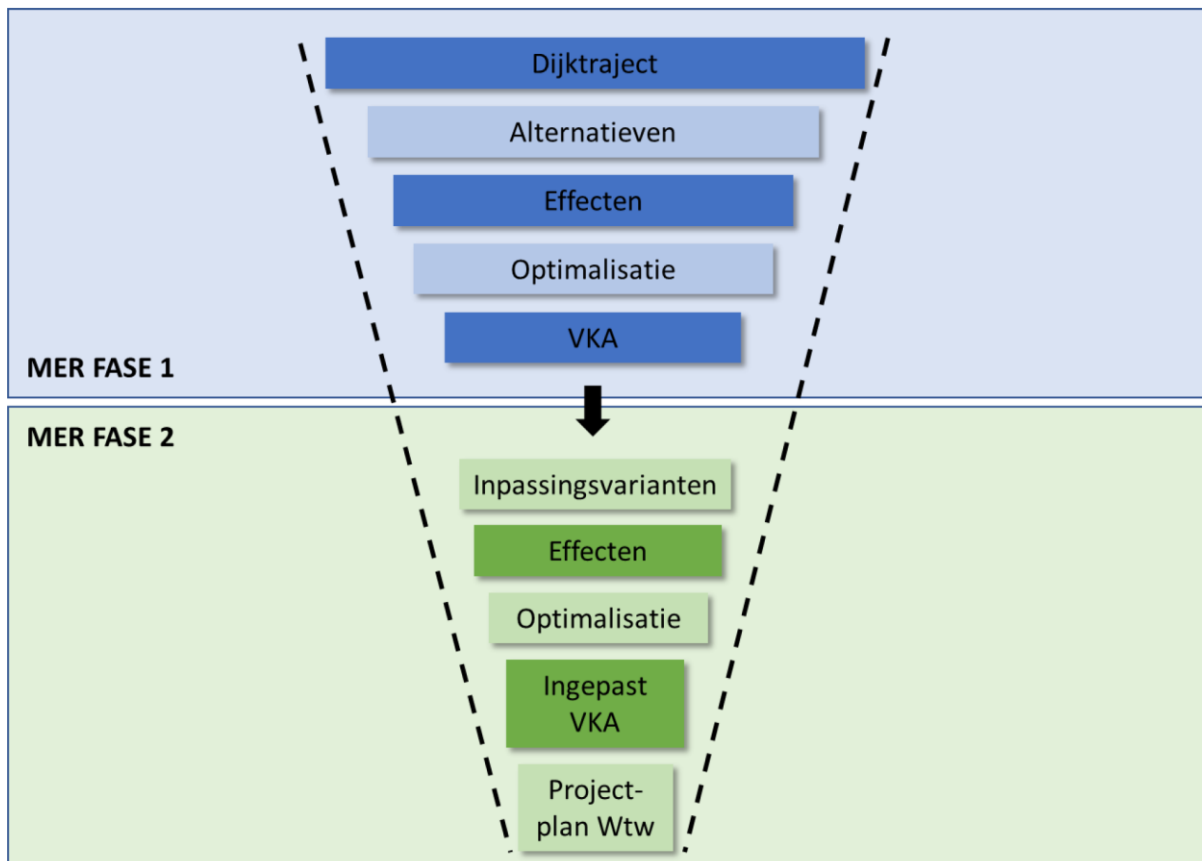 Dijktraject
Alternatieven
Effecten
Optimalisatie
VKA
MER FASE 1
MER FASE 2
Inpassingsvarianten
Effecten
Optimalisatie
Ingepast
VKA
Project-
plan Wtw